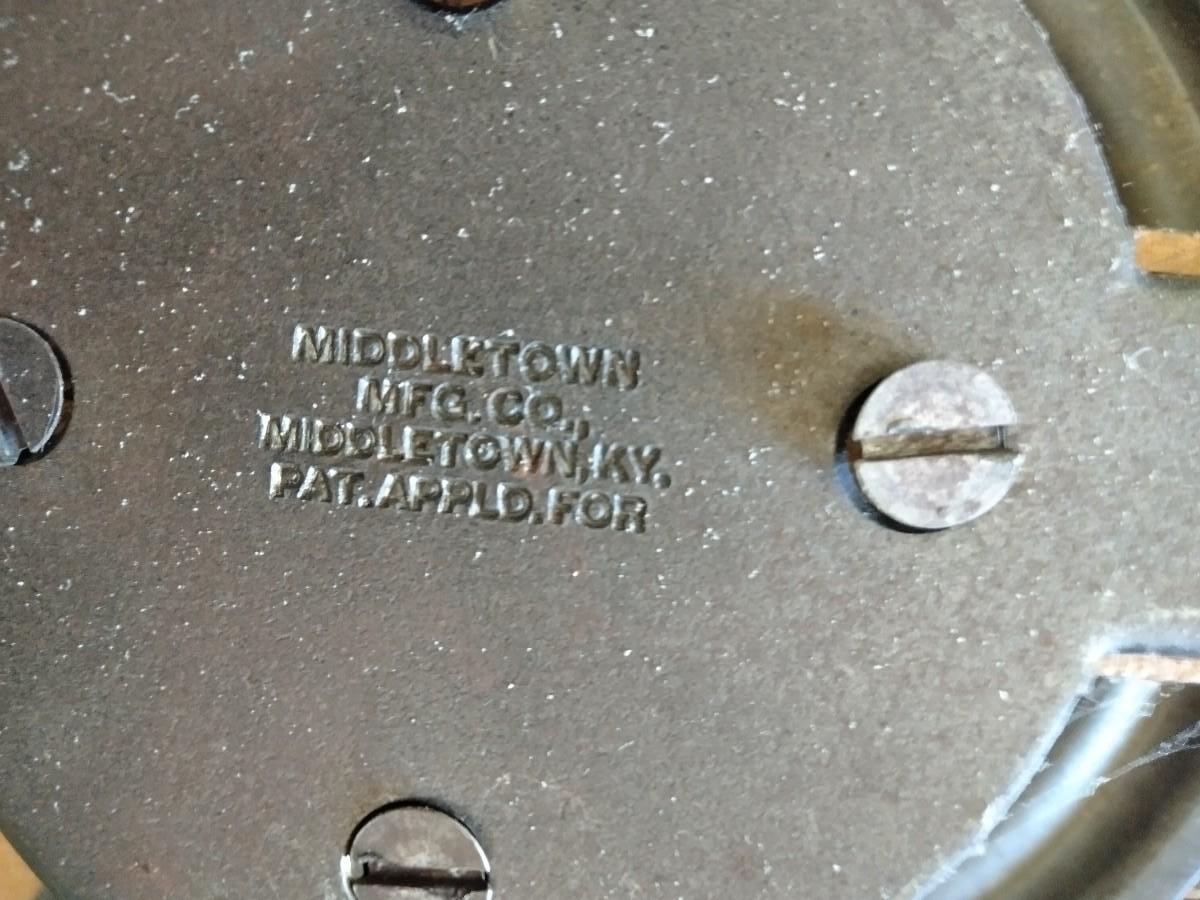 MIDDLETOWN
MFG. CO.,
MIDDLETOWN, KY.
PAT. APPLD. FOR